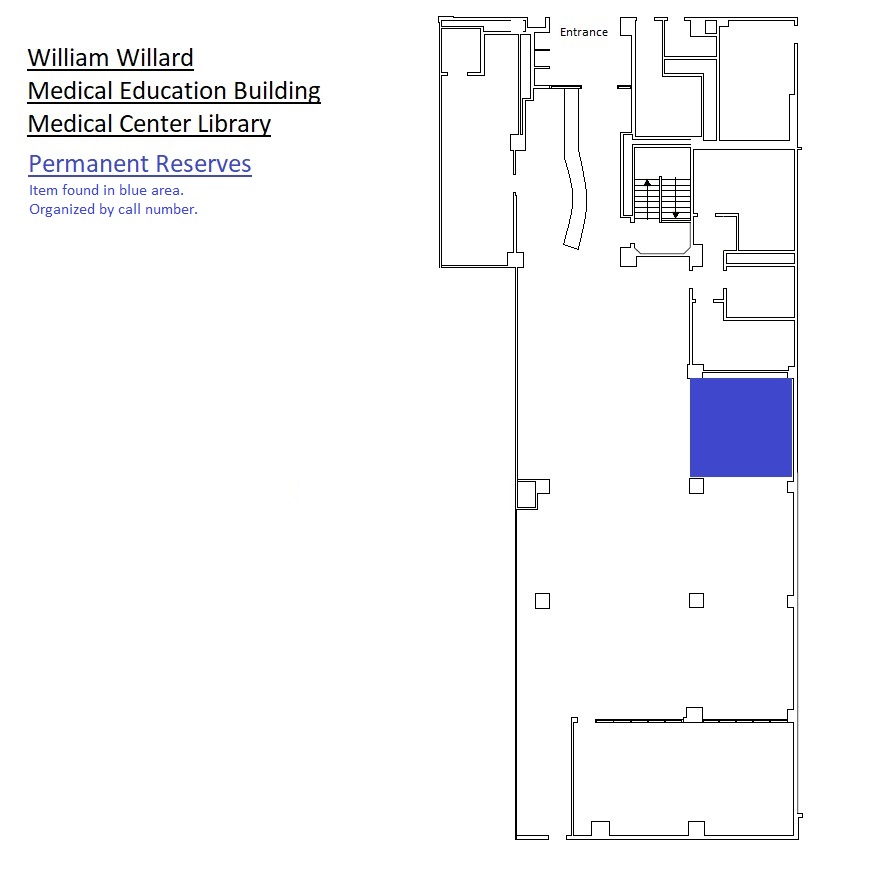 William Willard
Medical Education Building
Medical Center Library
Permanent Reserves
Item found in blue area.
Organized by call number.
Entrance